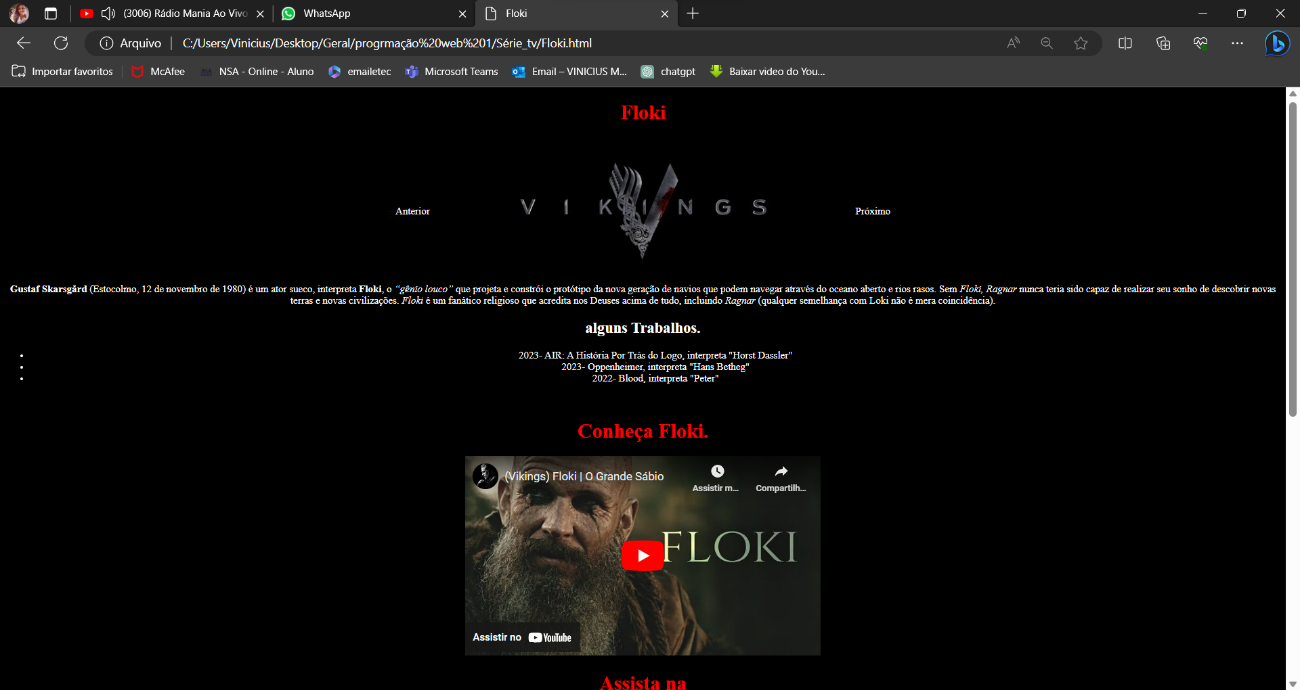 (3006) Rádio Mania Ao Vivo
WhatsApp
Floki
Arquivo
C:/Users/Vinicius/Desktop/Geral/progrmação%20web%201/Série_tv/Floki.html
Importar favoritos
McAfee
NSA - Online - Aluno
emailetec
Microsoft Teams
Email – VINICIUS M...
chatgpt
Baixar video do You...
Floki
Anterior
VIKINGS
Próximo
Gustaf Skarsgård (Estocolmo, 12 de novembro de 1980) é um ator sueco, interpreta Floki, o “gênio louco” que projeta e constrói o protótipo da nova geração de navios que podem navegar através do oceano aberto e rios rasos. Sem Floki, Ragnar nunca teria sido capaz de realizar seu sonho de descobrir novas
terras e novas civilizações. Floki é um fanático religioso que acredita nos Deuses acima de tudo, incluindo Ragnar (qualquer semelhança com Loki não é mera coincidência).
alguns Trabalhos.
2023- AIR: A História Por Trás do Logo, interpreta "Horst Dassler"
2023- Oppenheimer, interpreta "Hans Betheg"
2022- Blood, interpreta "Peter"
Conheça Floki.
(Vikings) Floki | O Grande Sábio
Assistir m...
Compartilh...
FLOKI
Assistir no YouTube
Assista na